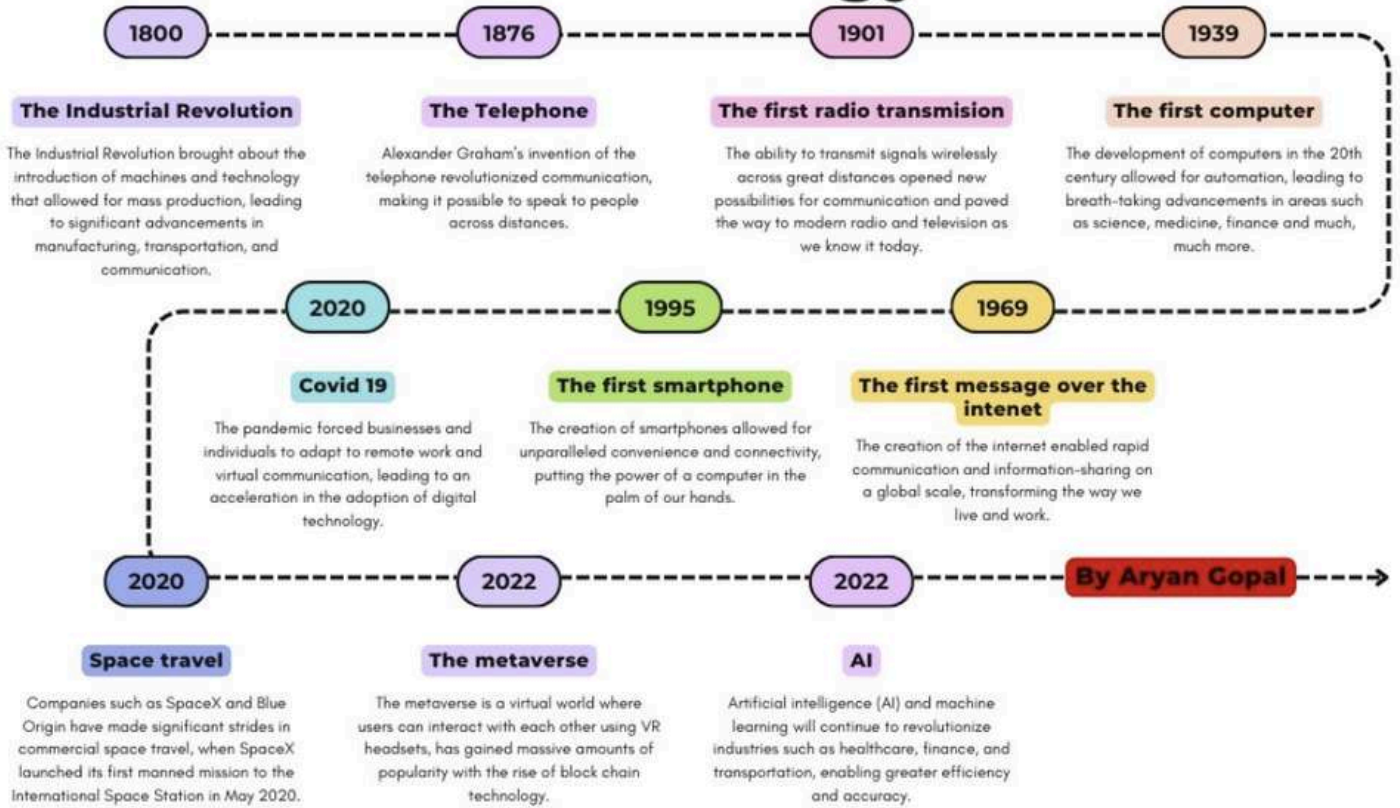 1800
1876
1901
1939
The Industrial Revolution
The Industrial Revolution brought about the
introduction of machines and technology
that allowed for mass production, leading
to significant advancements in
manufacturing, transportation, and
communication.
The Telephone
Alexander Graham's invention of the
telephone revolutionized communication,
making it possible to speak to people
across distances.
The first radio transmision
The ability to transmit signals wirelessly
across great distances opened new
possibilities for communication and paved
the way to modern radio and television as
we know it today.
The first computer
The development of computers in the 20th
century allowed for automation, leading to
breath-taking advancements in areas such
as science, medicine, finance and much,
much more.
2020
1995
1969
Covid 19
The pandemic forced businesses and
individuals to adapt to remote work and
virtual communication, leading to an
acceleration in the adoption of digital
technology.
The first smartphone
The creation of smartphones allowed for
unparalleled convenience and connectivity,
putting the power of a computer in the
palm of our hands.
The first message over the
intenet
The creation of the internet enabled rapid
communication and information-sharing on
a global scale, transforming the way we
live and work.
2020
2022
2022
By Aryan Gopal
Space travel
Companies such as SpaceX and Blue
Origin have made significant strides in
commercial space travel, when SpaceX
launched its first manned mission to the
International Space Station in May 2020.
The metaverse
The metaverse is a virtual world where
users can interact with each other using VR
headsets, has gained massive amounts of
popularity with the rise of block chain
technology.
AI
Artificial intelligence (AI) and machine
learning will continue to revolutionize
industries such as healthcare, finance, and
transportation, enabling greater efficiency
and accuracy.